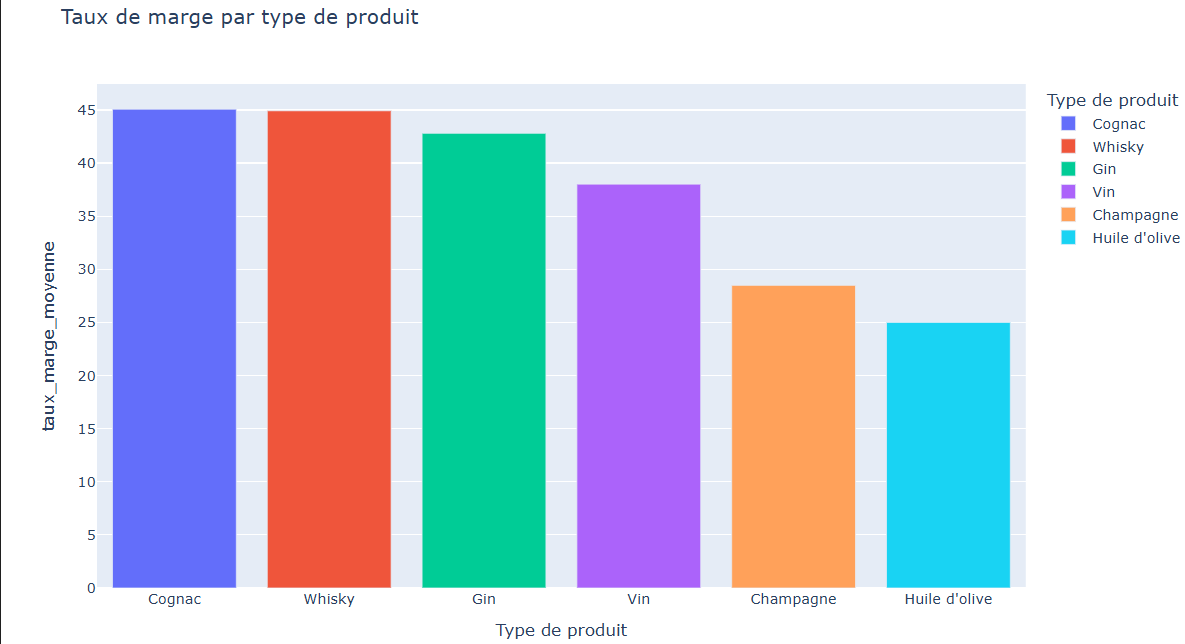 Taux de marge par type de produit
taux_marge_moyenne
45
40
35
30
25
20
15
10
5
0
Cognac
Whisky
Gin
Vin
Champagne
Huile d'olive
Type de produit
Type de produit
Cognac
Whisky
Gin
Vin
Champagne
Huile d'olive